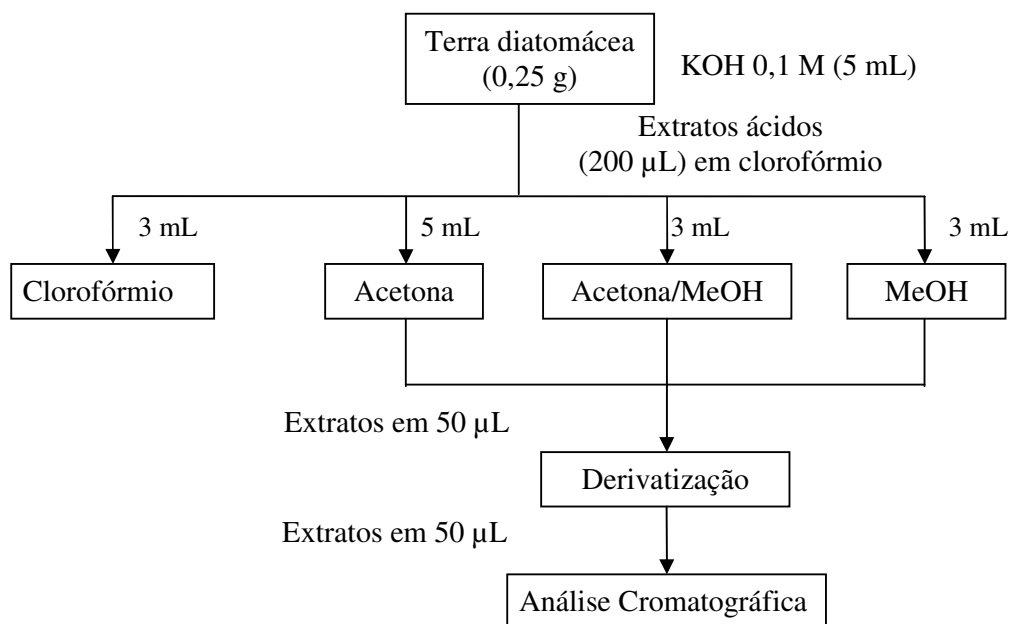 Terra diatomácea
(0,25 g)
KOH 0,1 M (5 mL)
Extratos ácidos
(200 µL) em clorofórmio
3 mL
5 mL
3 mL
3 mL
Clorofórmio
Acetona
Acetona/MeOH
MeOH
Extratos em 50 µL
Derivatização
Extratos em 50 µL
Análise Cromatográfica